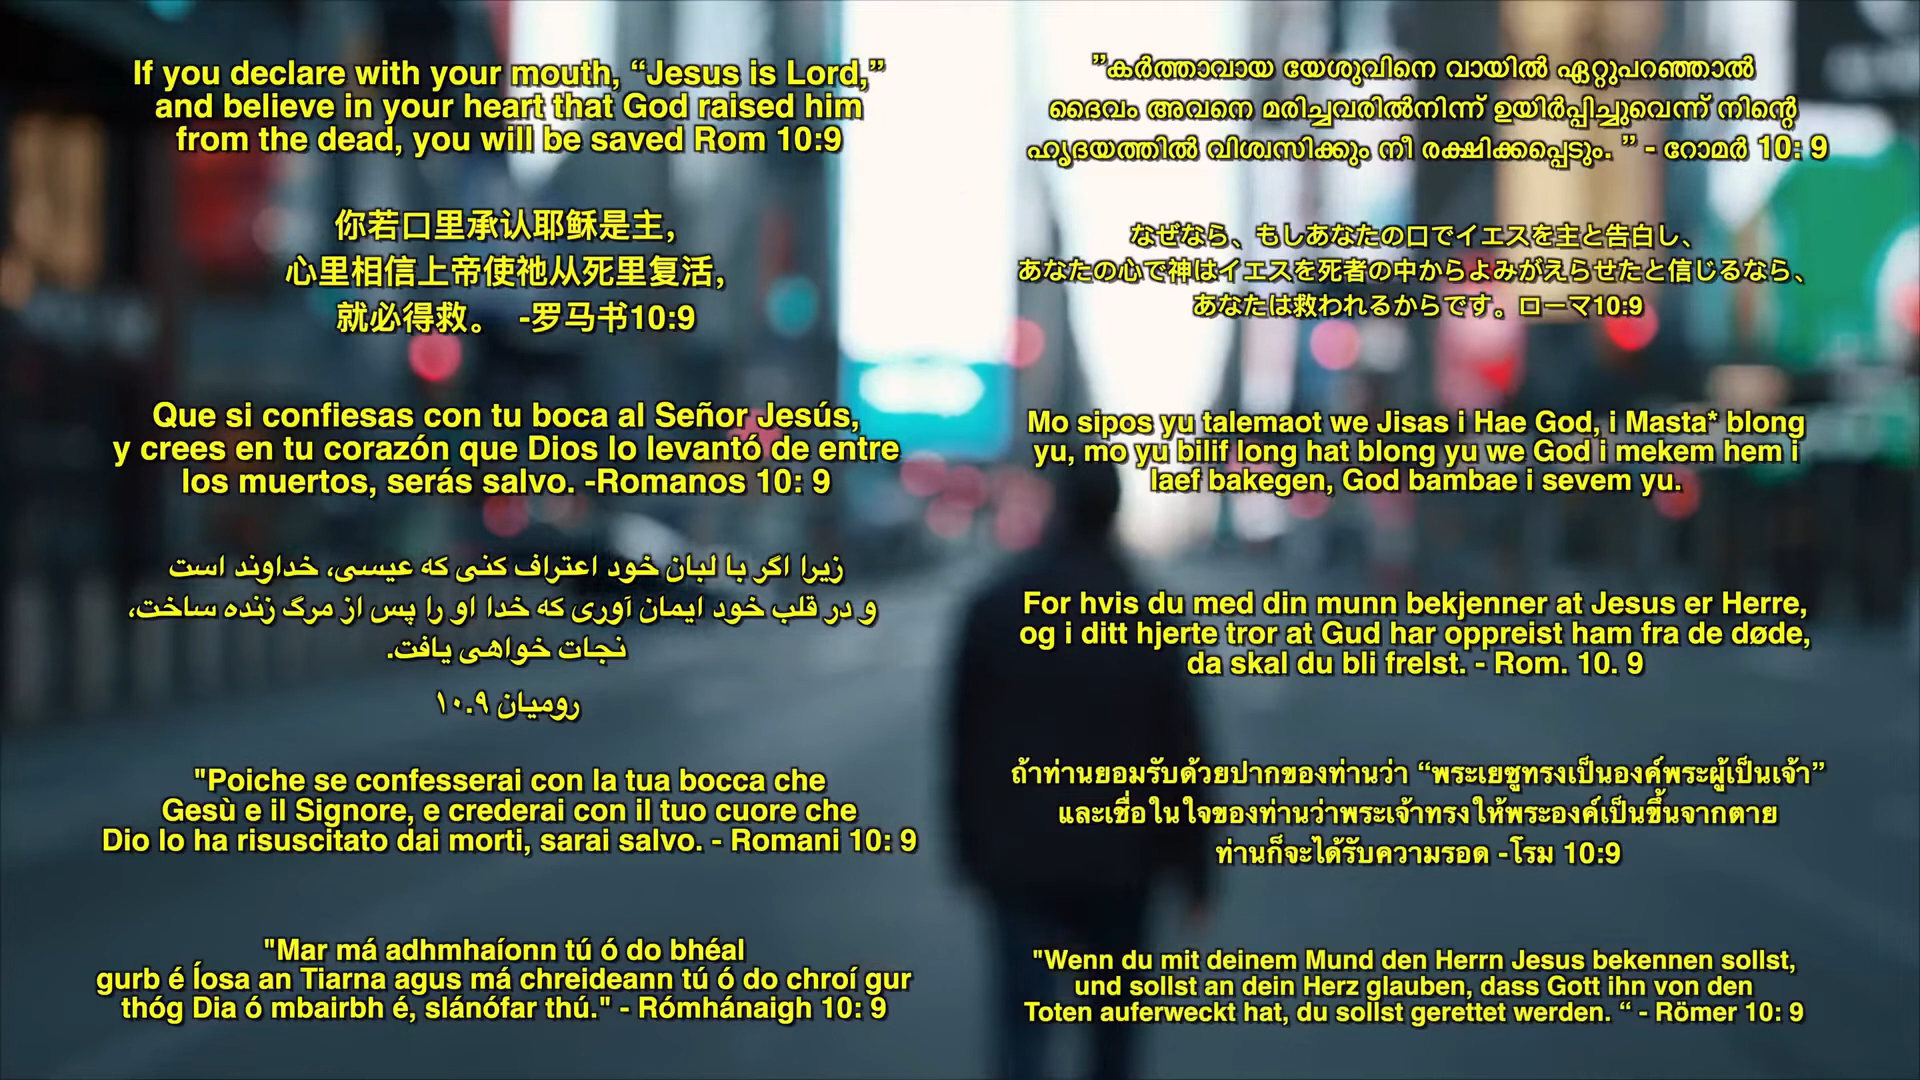 If you declare with your mouth, “Jesus is Lord,”
and believe in your heart that God raised him
from the dead, you will be saved Rom 10:9
你若口里承认耶稣是主，
心里相信上帝使祂从死里复活，
就必得救。 -罗马书10:9
Que si confiesas con tu boca al Señor Jesús,
y crees en tu corazón que Dios lo levantó de entre
los muertos, serás salvo. -Romanos 10: 9
زیرا اگر با لبان خود اعتراف کنی که عیسی، خداوند است
و در قلب خود ایمان آوری که خدا او را پس از مرگ زنده ساخت،
نجات خواهی یافت.
رومیان ۱۰.۹
"Poiche se confesserai con la tua bocca che
Gesù e il Signore, e crederai con il tuo cuore che
Dio lo ha risuscitato dai morti, sarai salvo. - Romani 10: 9
"Mar má adhmhaíonn tú ó do bhéal
gurb é Íosa an Tiarna agus má chreideann tú ó do chroí gur
thóg Dia ó mbairbh é, slánófar thú." - Rómhánaigh 10: 9
”കർത്താവായ യേശുവിനെ വായിൽ ഏറ്റുപറഞ്ഞാൽ
ദൈവം അവനെ മരിച്ചവരിൽനിന്ന് ഉയിർപ്പിച്ചുവെന്ന് നിന്റെ
ഹൃദയത്തിൽ വിശ്വസിക്കും നീ രക്ഷിക്കപ്പെടും. ” - റോമർ 10: 9
なぜなら、もしあなたの口でイエスを主と告白し、
あなたの心で神はイエスを死者の中からよみがえらせたと信じるなら、
あなたは救われるからです。ローマ10:9
Mo sipos yu talemaot we Jisas i Hae God, i Masta* blong
yu, mo yu bilif long hat blong yu we God i mekem hem i
laef bakegen, God bambae i sevem yu.
For hvis du med din munn bekjenner at Jesus er Herre,
og i ditt hjerte tror at Gud har oppreist ham fra de døde,
da skal du bli frelst. - Rom. 10. 9
ถ้าท่านยอมรับด้วยปากของท่านว่า “พระเยซูทรงเป็นองค์พระผู้เป็นเจ้า”
และเชื่อในใจของท่านว่าพระเจ้าทรงให้พระองค์เป็นขึ้นจากตาย
ท่านก็จะได้รับความรอด -โรม 10:9
"Wenn du mit deinem Mund den Herrn Jesus bekennen sollst,
und sollst an dein Herz glauben, dass Gott ihn von den
Toten auferweckt hat, du sollst gerettet werden. “ - Römer 10: 9